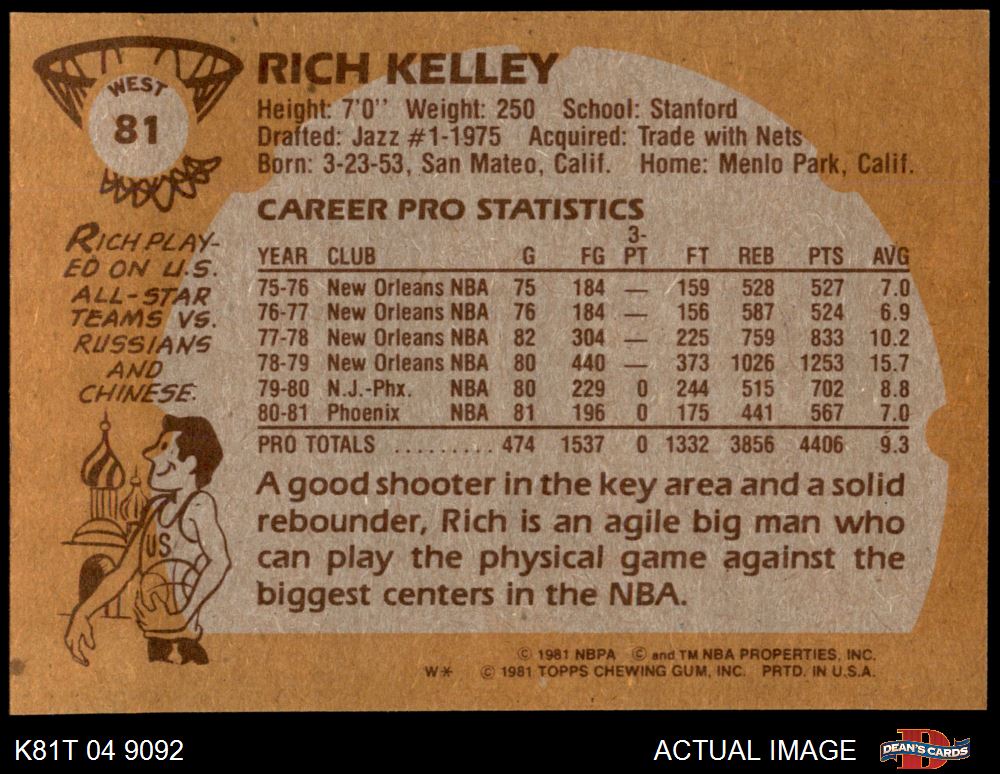 WEST
81
RICH KELLEY
Height: 7'0'' Weight: 250 School: Stanford
Drafted: Jazz #1-1975 Acquired: Trade with Nets
Born: 3-23-53, San Mateo, Calif. Home: Menlo Park, Calif.
RICH PLAY-
ED ON U.S.
ALL-STAR
TEAMS VS.
RUSSIANS
AND
CHINESE.
US
CAREER PRO STATISTICS
YEAR CLUB G FG 3-PT FT REB PTS AVG
75-76 New Orleans NBA 75 184 — 159 528 527 7.0
76-77 New Orleans NBA 76 184 — 156 587 524 6.9
77-78 New Orleans NBA 82 304 — 225 759 833 10.2
78-79 New Orleans NBA 80 440 — 373 1026 1253 15.7
79-80 N.J.-Phx. NBA 80 229 0 244 515 702 8.8
80-81 Phoenix NBA 81 196 0 175 441 567 7.0
PRO TOTALS ......... 474 1537 0 1332 3856 4406 9.3
A good shooter in the key area and a solid
rebounder, Rich is an agile big man who
can play the physical game against the
biggest centers in the NBA.
© 1981 NBPA © and TM NBA PROPERTIES, INC.
W* © 1981 TOPPS CHEWING GUM, INC. PRTD. IN U.S.A.
K81T 04 9092
ACTUAL IMAGE
D
DEAN'S CARDS